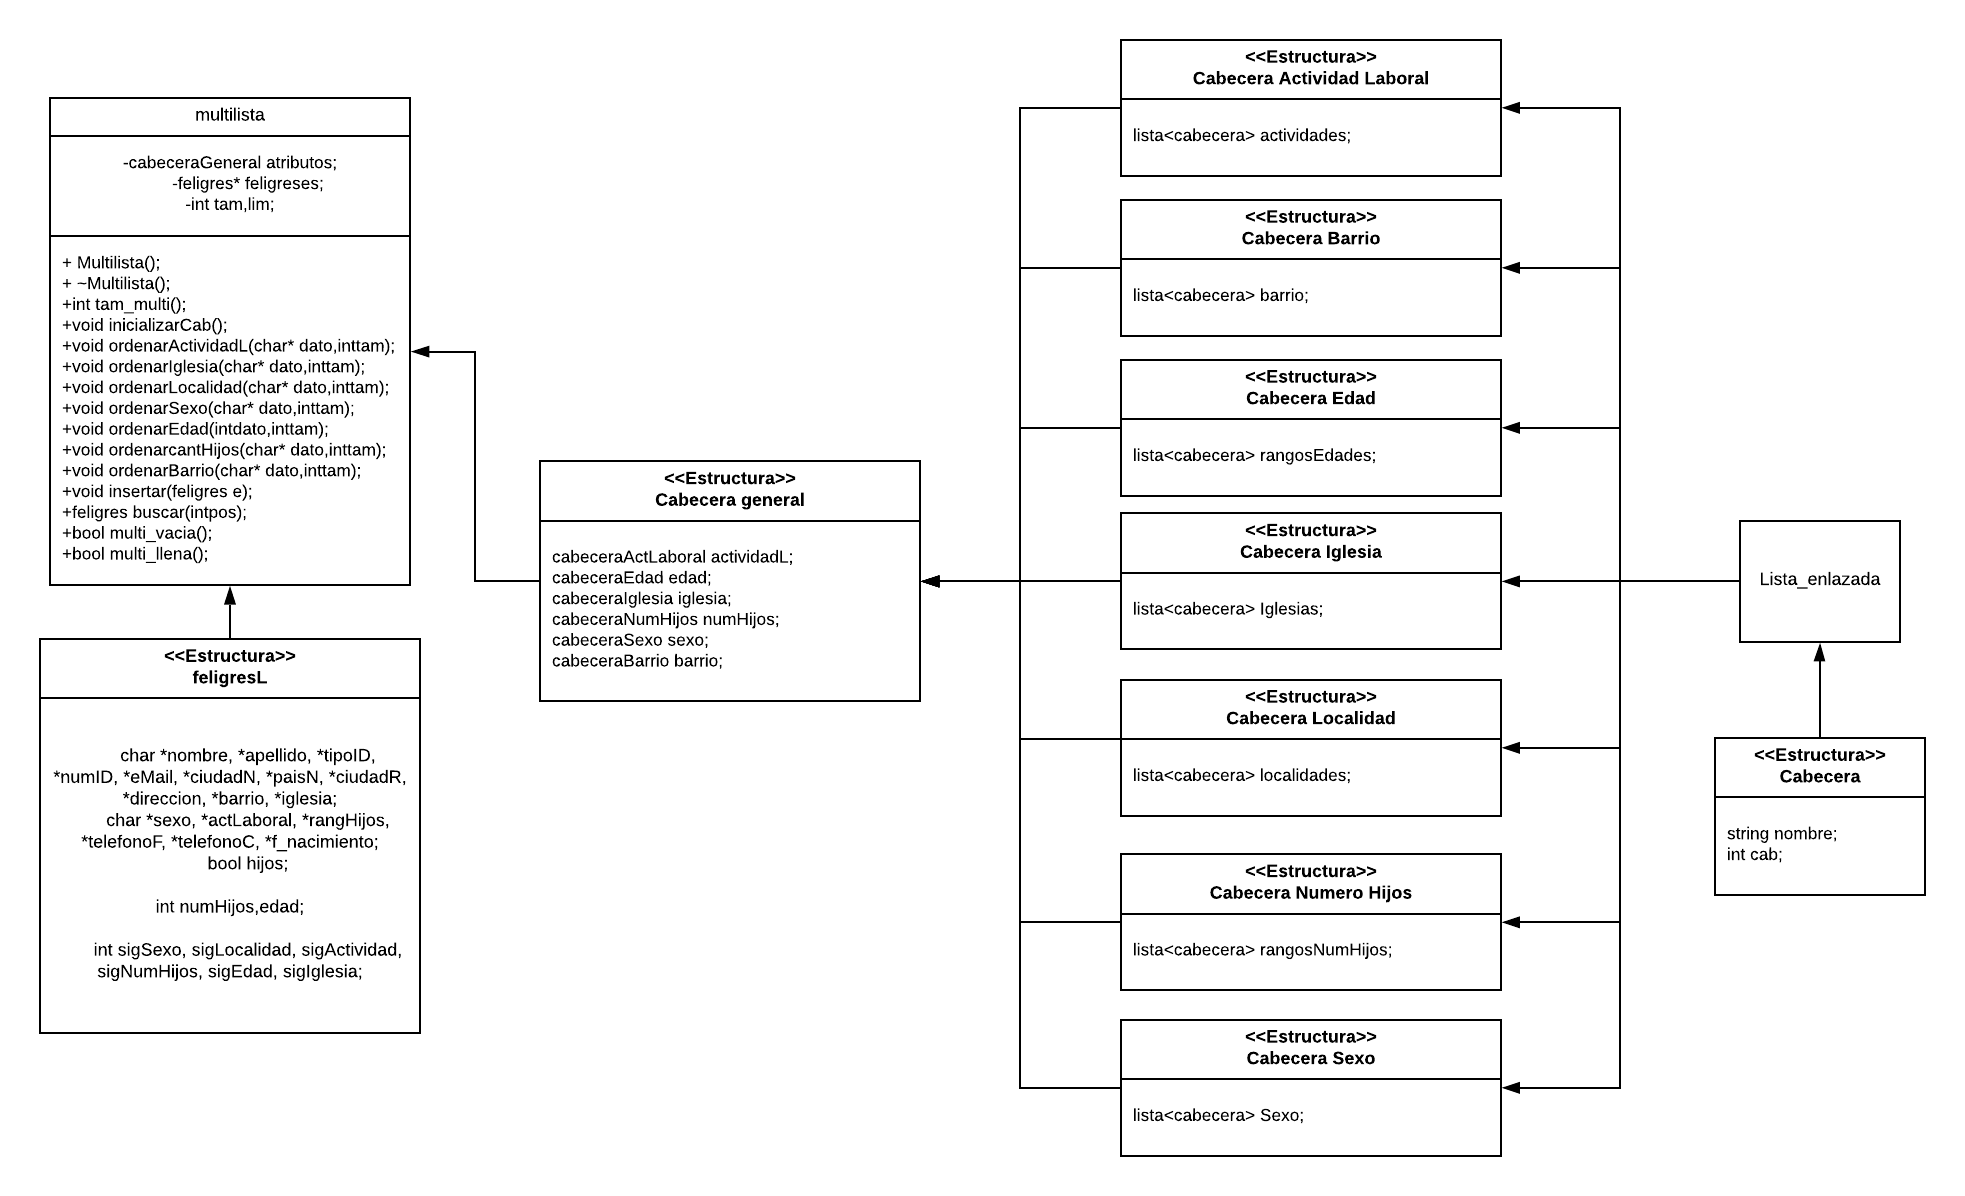 multilista
-cabeceraGeneral atributos;
-feligres* feligreses;
-int tam,lim;
+ Multilista();
+ ~Multilista();
+int tam_multi();
+void inicializarCab();
+void ordenarActividadL(char* dato,inttam);
+void ordenarIglesia(char* dato,inttam);
+void ordenarLocalidad(char* dato,inttam);
+void ordenarSexo(char* dato,inttam);
+void ordenarEdad(intdato,inttam);
+void ordenarcantHijos(char* dato,inttam);
+void ordenarBarrio(char* dato,inttam);
+void insertar(feligres e);
+feligres buscar(intpos);
+bool multi_vacia();
+bool multi_llena();
<<Estructura>>
feligresL
char *nombre, *apellido, *tipoID,
*numID, *eMail, *ciudadN, *paisN, *ciudadR,
*direccion, *barrio, *iglesia;
char *sexo, *actLaboral, *rangHijos,
*telefonoF, *telefonoC, *f_nacimiento;
bool hijos;
int numHijos,edad;
int sigSexo, sigLocalidad, sigActividad,
sigNumHijos, sigEdad, sigIglesia;
<<Estructura>>
Cabecera general
cabeceraActLaboral actividadL;
cabeceraEdad edad;
cabeceraIglesia iglesia;
cabeceraNumHijos numHijos;
cabeceraSexo sexo;
cabeceraBarrio barrio;
<<Estructura>>
Cabecera Actividad Laboral
lista<cabecera> actividades;
<<Estructura>>
Cabecera Barrio
lista<cabecera> barrio;
<<Estructura>>
Cabecera Edad
lista<cabecera> rangosEdades;
<<Estructura>>
Cabecera Iglesia
lista<cabecera> Iglesias;
<<Estructura>>
Cabecera Localidad
lista<cabecera> localidades;
<<Estructura>>
Cabecera Numero Hijos
lista<cabecera> rangosNumHijos;
<<Estructura>>
Cabecera Sexo
lista<cabecera> Sexo;
Lista_enlazada
<<Estructura>>
Cabecera
string nombre;
int cab;